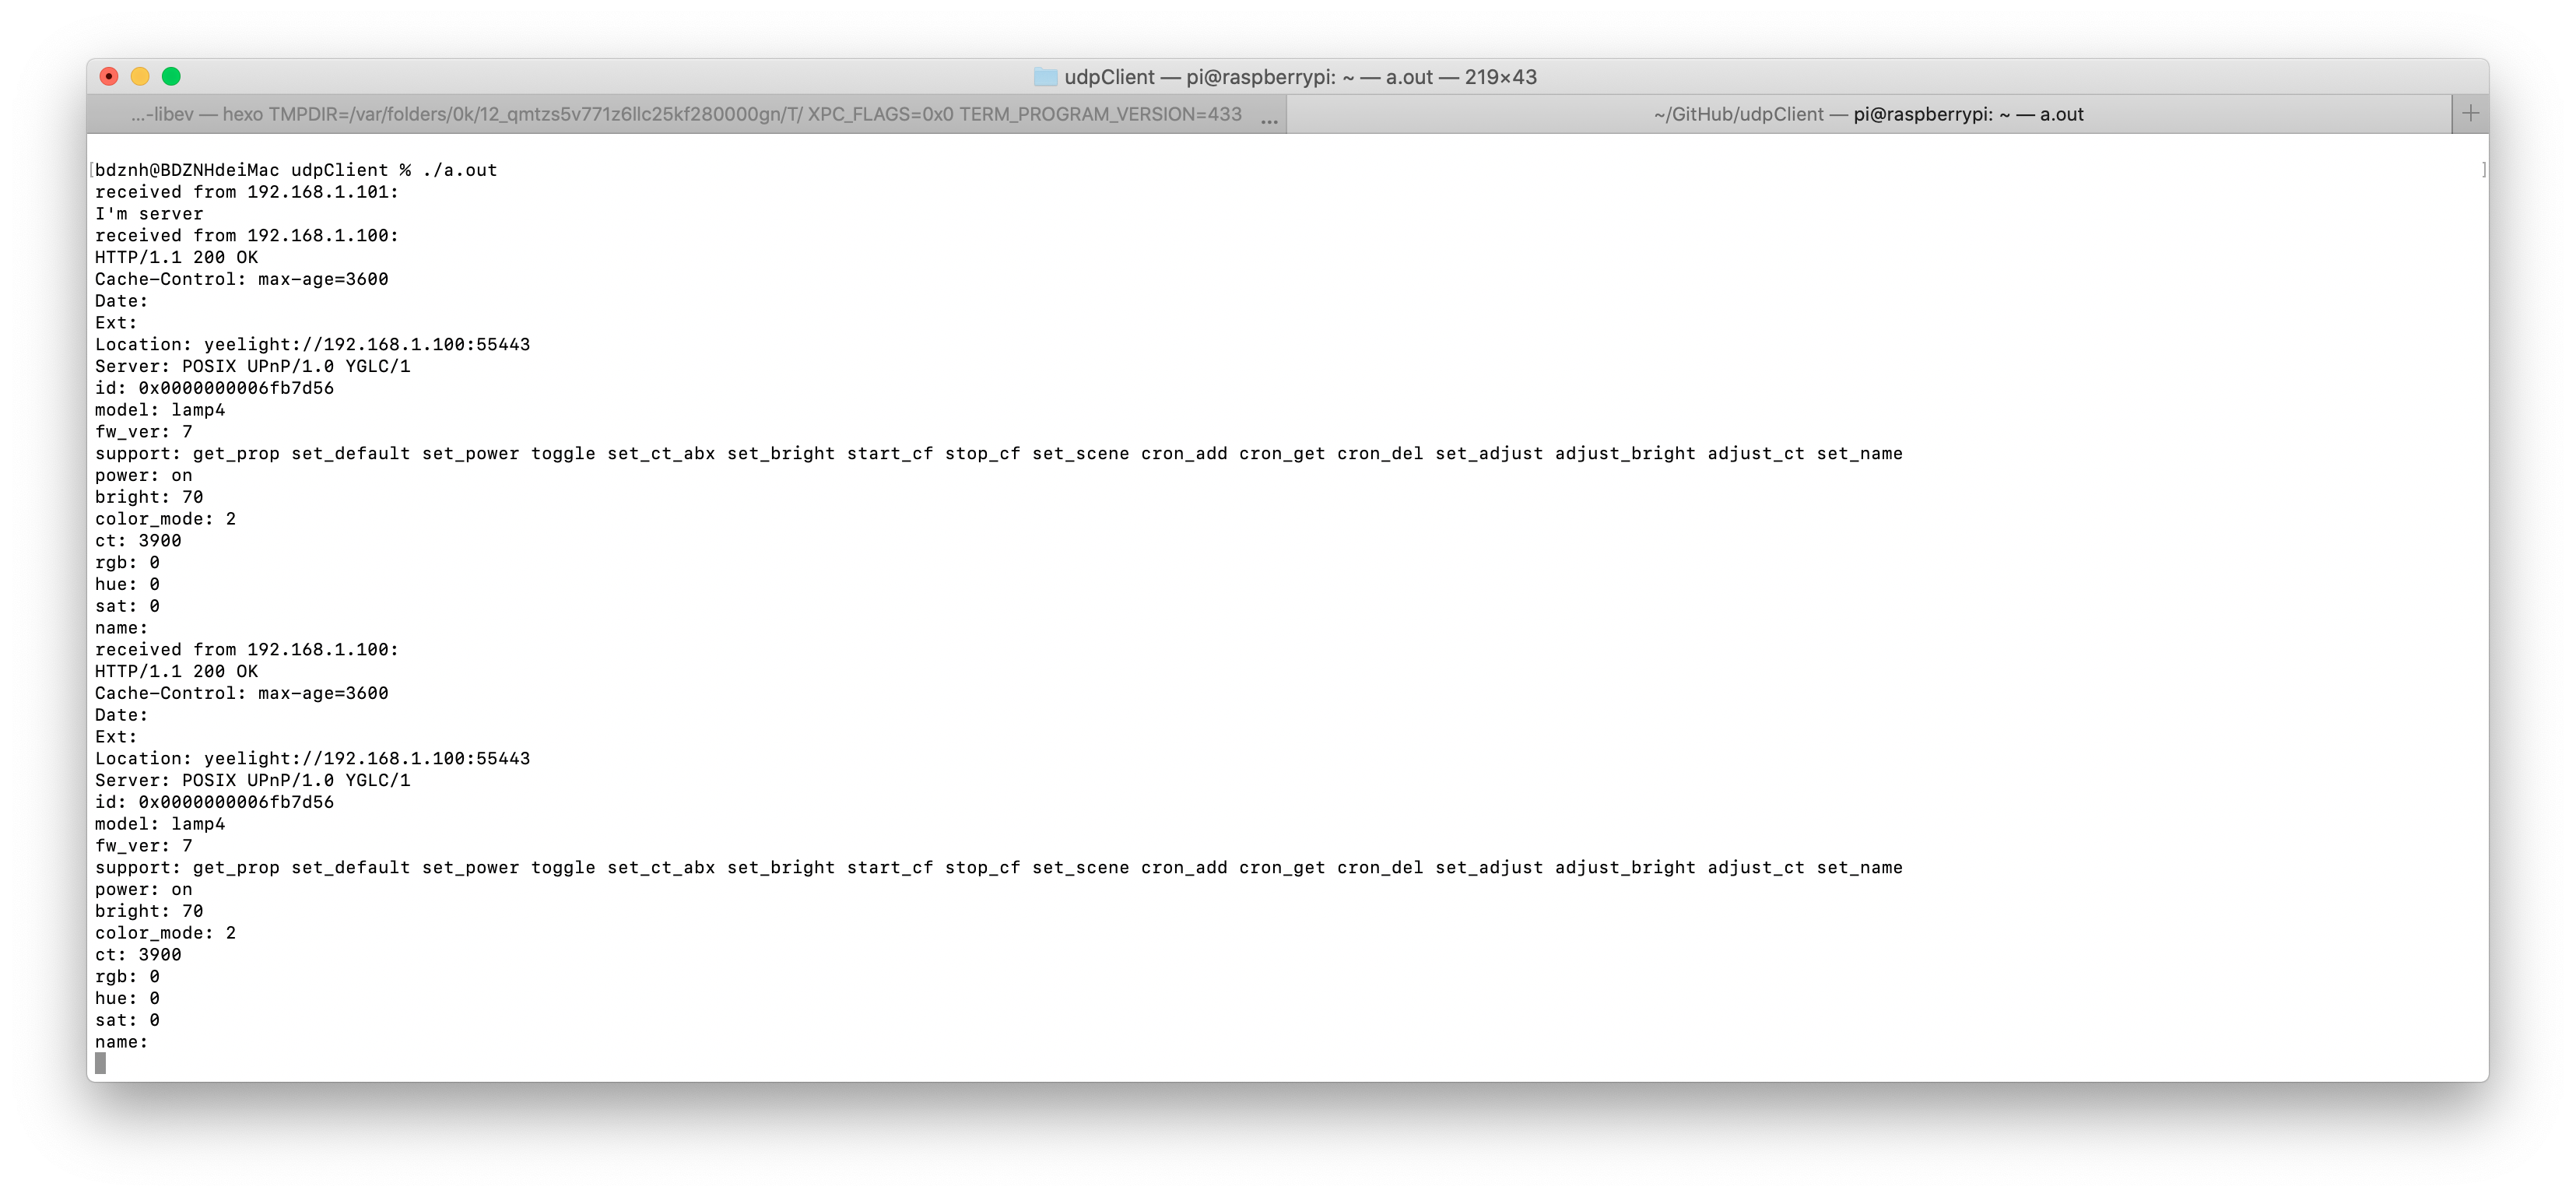 udpClient — pi@raspberrypi: ~ — a.out — 219×43
...-libev — hexo TMPDIR=/var/folders/0k/12_qmtzs5v771z6llc25kf280000gn/T/ XPC_FLAGS=0x0 TERM_PROGRAM_VERSION=433 ...
~/GitHub/udpClient — pi@raspberrypi: ~ — a.out
[bdznh@BDZNHdeiMac udpClient % ./a.out ]
received from 192.168.1.101:
I'm server
received from 192.168.1.100:
HTTP/1.1 200 OK
Cache-Control: max-age=3600
Date:
Ext:
Location: yeelight://192.168.1.100:55443
Server: POSIX UPnP/1.0 YGLC/1
id: 0x0000000006fb7d56
model: lamp4
fw_ver: 7
support: get_prop set_default set_power toggle set_ct_abx set_bright start_cf stop_cf set_scene cron_add cron_get cron_del set_adjust adjust_bright adjust_ct set_name
power: on
bright: 70
color_mode: 2
ct: 3900
rgb: 0
hue: 0
sat: 0
name:
received from 192.168.1.100:
HTTP/1.1 200 OK
Cache-Control: max-age=3600
Date:
Ext:
Location: yeelight://192.168.1.100:55443
Server: POSIX UPnP/1.0 YGLC/1
id: 0x0000000006fb7d56
model: lamp4
fw_ver: 7
support: get_prop set_default set_power toggle set_ct_abx set_bright start_cf stop_cf set_scene cron_add cron_get cron_del set_adjust adjust_bright adjust_ct set_name
power: on
bright: 70
color_mode: 2
ct: 3900
rgb: 0
hue: 0
sat: 0
name: